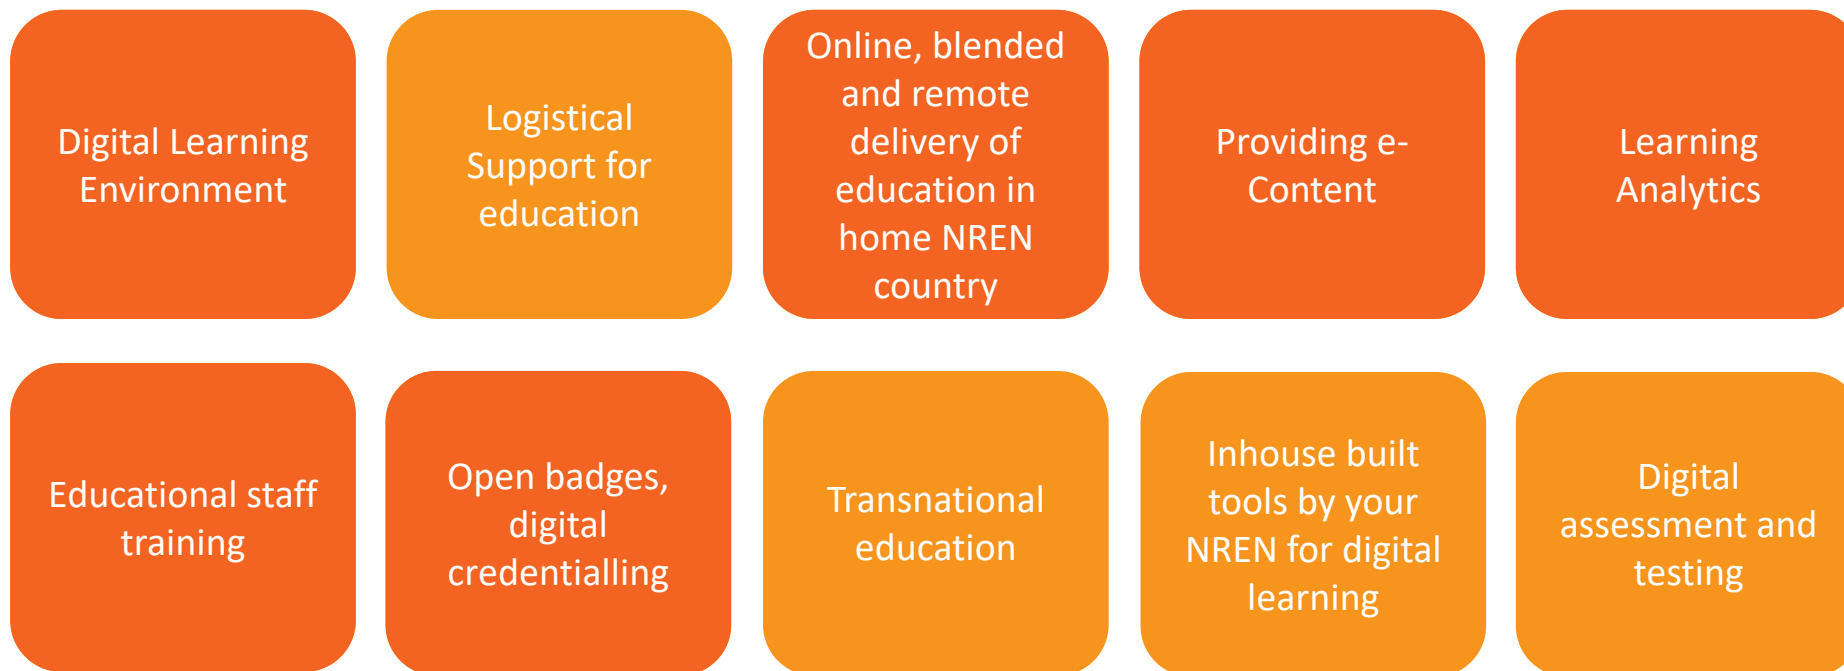 Digital Learning
Environment
Logistical
Support for
education
Online, blended
and remote
delivery of
education in
home NREN
country
Providing e-
Content
Learning
Analytics
Educational staff
training
Open badges,
digital
credentialling
Transnational
education
Inhouse built
tools by your
NREN for digital
learning
Digital
assessment and
testing